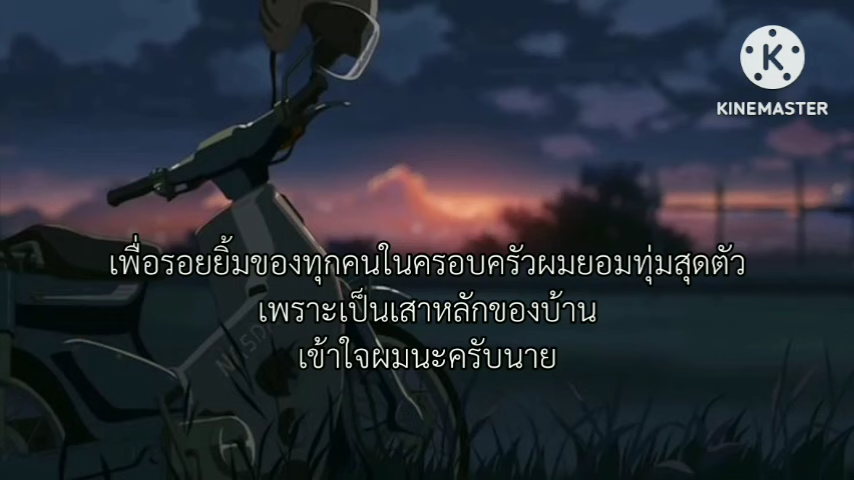 KINEMASTER
เพื่อรอยยิ้มของทุกคนในครอบครัวผมยอมทุ่มสุดตัว
เพราะเป็นเสาหลักของบ้าน
เข้าใจผมนะครับนาย